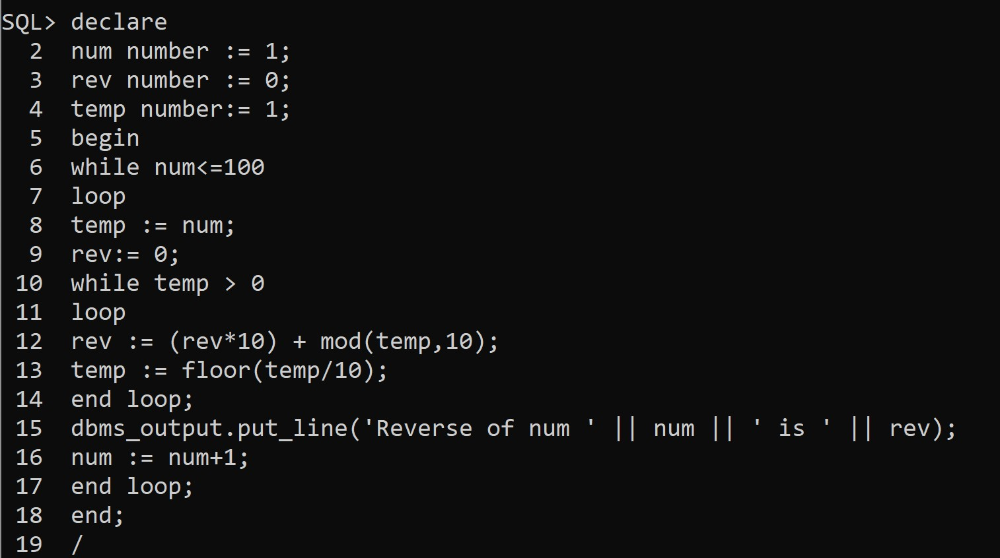 SQL> declare
  2  num number := 1;
  3  rev number := 0;
  4  temp number:= 1;
  5  begin
  6  while num<=100
  7  loop
  8  temp := num;
  9  rev:= 0;
 10  while temp > 0
 11  loop
 12  rev := (rev*10) + mod(temp,10);
 13  temp := floor(temp/10);
 14  end loop;
 15  dbms_output.put_line('Reverse of num ' || num || ' is ' || rev);
 16  num := num+1;
 17  end loop;
 18  end;
 19  /